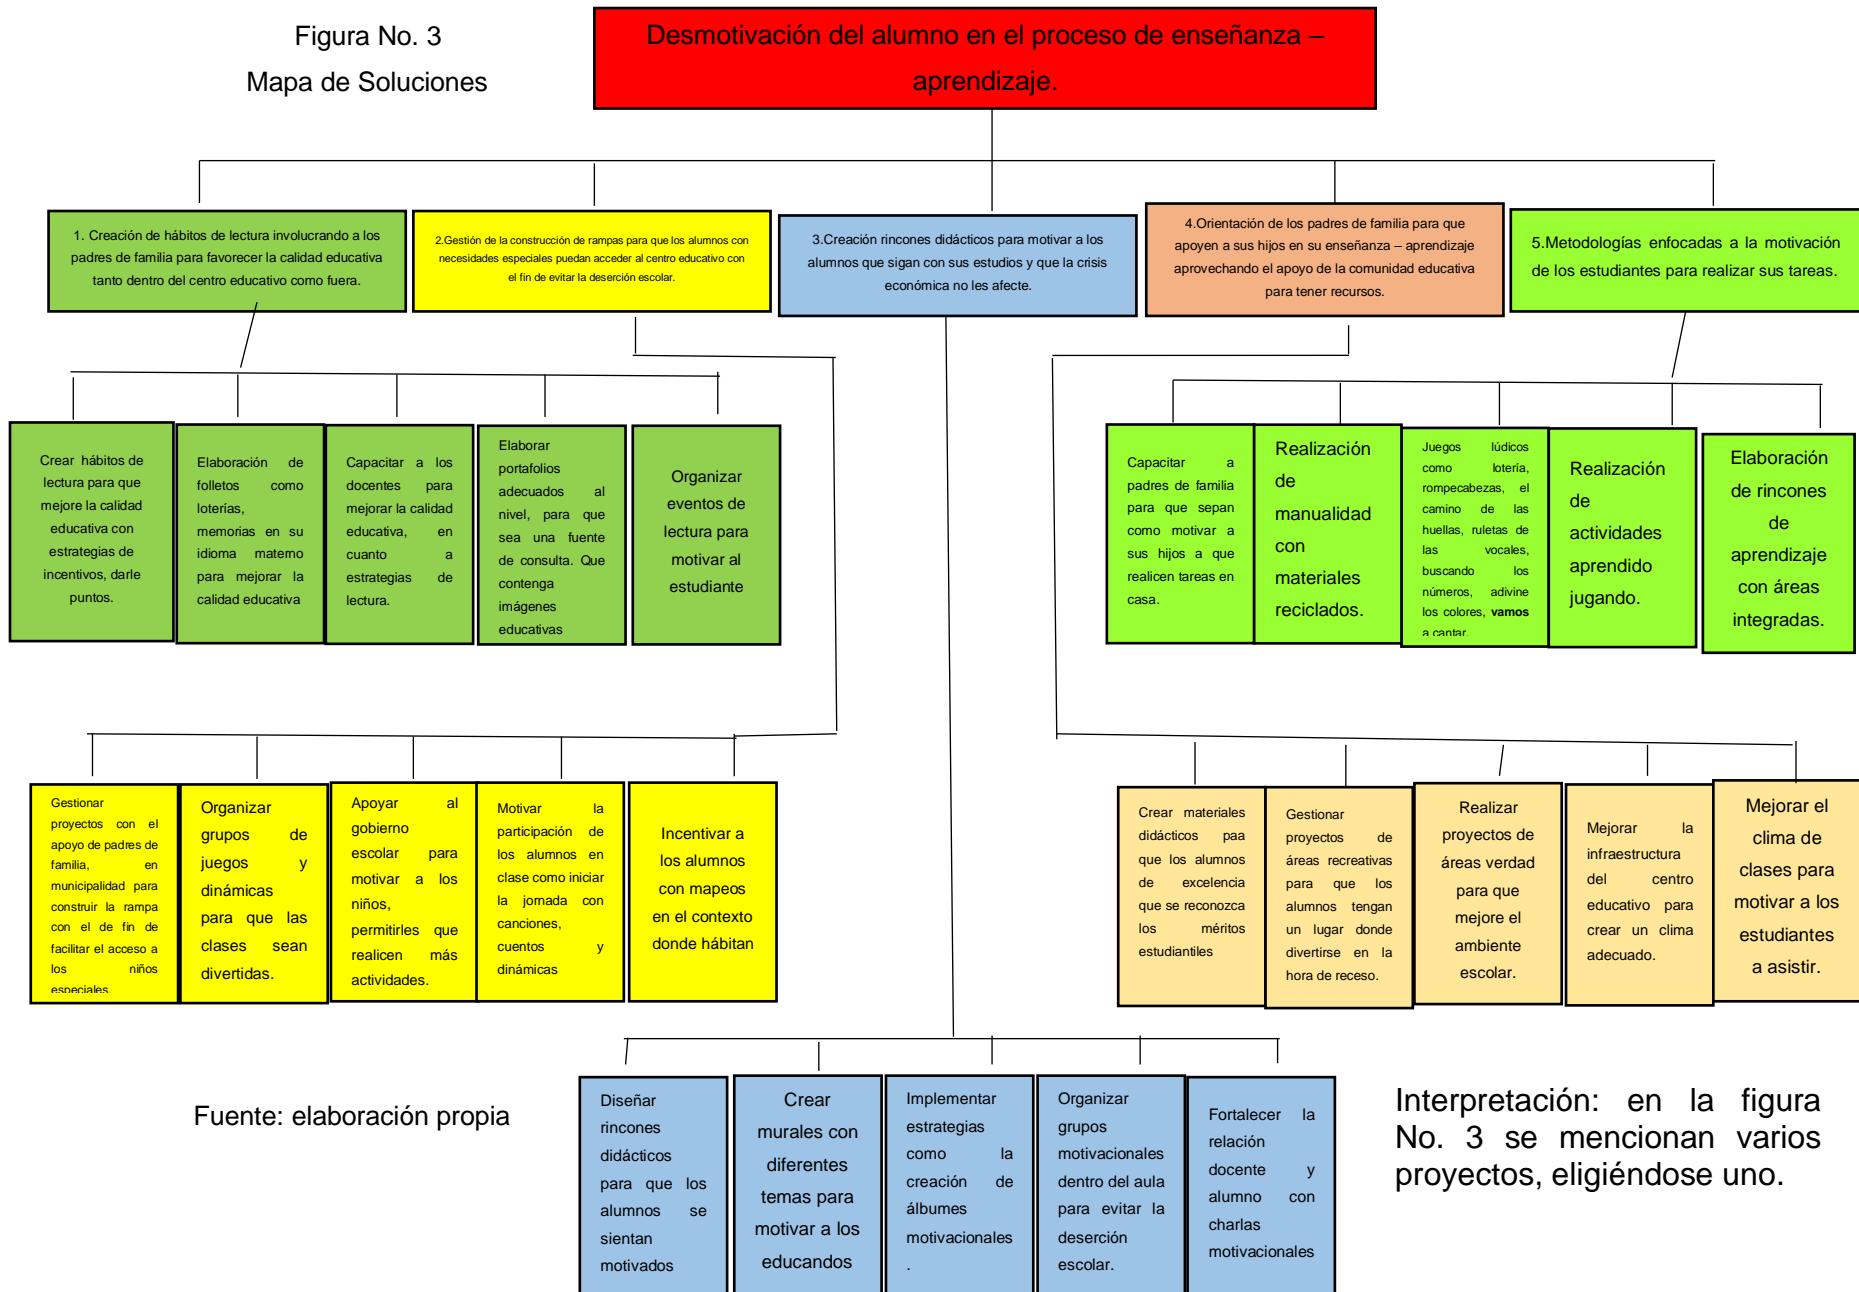 Figura No. 3
Mapa de Soluciones
Desmotivación del alumno en el proceso de enseñanza –
aprendizaje.
1. Creación de hábitos de lectura involucrando a los
padres de familia para favorecer la calidad educativa
tanto dentro del centro educativo como fuera.
2.Gestión de la construcción de rampas para que los alumnos con
necesidades especiales puedan acceder al centro educativo con
el fin de evitar la deserción escolar.
3.Creación rincones didácticos para motivar a los
alumnos que sigan con sus estudios y que la crisis
económica no les afecte.
4.Orientación de los padres de familia para que
apoyen a sus hijos en su enseñanza – aprendizaje
aprovechando el apoyo de la comunidad educativa
para tener recursos.
5.Metodologías enfocadas a la motivación
de los estudiantes para realizar sus tareas.
Crear hábitos de
lectura para que
mejore la calidad
educativa con
estrategias de
incentivos, darle
puntos.
Elaboración de
folletos como
loterías,
memorias en su
idioma materno
para mejorar la
calidad educativa
Capacitar a los
docentes para
mejorar la calidad
educativa, en
cuanto a
estrategias de
lectura.
Elaborar
portafolios
adecuados al
nivel, para que
sea una fuente
de consulta. Que
contenga
imágenes
educativas
Organizar
eventos de
lectura para
motivar al
estudiante
Capacitar a
padres de familia
para que sepan
como motivar a
sus hijos a que
realicen tareas en
casa.
Realización
de
manualidad
con
materiales
reciclados.
Juegos lúdicos
como lotería,
rompecabezas, el
camino de las
huellas, ruletas de
las vocales,
buscando los
números, adivine
los colores, vamos
a cantar.
Realización
de
actividades
aprendido
jugando.
Elaboración
de rincones
de
aprendizaje
con áreas
integradas.
Gestionar
proyectos con el
apoyo de padres de
familia, en
municipalidad para
construir la rampa
con el de fin de
facilitar el acceso a
los niños
especiales.
Organizar
grupos de
juegos y
dinámicas
para que las
clases sean
divertidas.
Apoyar al
gobierno
escolar para
motivar a los
niños,
permitirles que
realicen más
actividades.
Motivar la
participación de
los alumnos en
clase como iniciar
la jornada con
canciones,
cuentos y
dinámicas
Incentivar a
los alumnos
con mapeos
en el contexto
donde hábitan
Crear materiales
didácticos paa
que los alumnos
de excelencia
que se reconozca
los méritos
estudiantiles
Gestionar
proyectos de
áreas recreativas
para que los
alumnos tengan
un lugar donde
divertirse en la
hora de receso.
Realizar
proyectos de
áreas verdad
para que
mejore el
ambiente
escolar.
Mejorar la
infraestructura
del centro
educativo para
crear un clima
adecuado.
Mejorar el
clima de
clases para
motivar a los
estudiantes
a asistir.
Fuente: elaboración propia
Diseñar
rincones
didácticos
para que los
alumnos se
sientan
motivados
Crear
murales con
diferentes
temas para
motivar a los
educandos
Implementar
estrategias
como la
creación de
álbumes
motivacionales
.
Organizar
grupos
motivacionales
dentro del aula
para evitar la
deserción
escolar.
Fortalecer la
relación
docente y
alumno con
charlas
motivacionales
Interpretación: en la figura
No. 3 se mencionan varios
proyectos, eligiéndose uno.